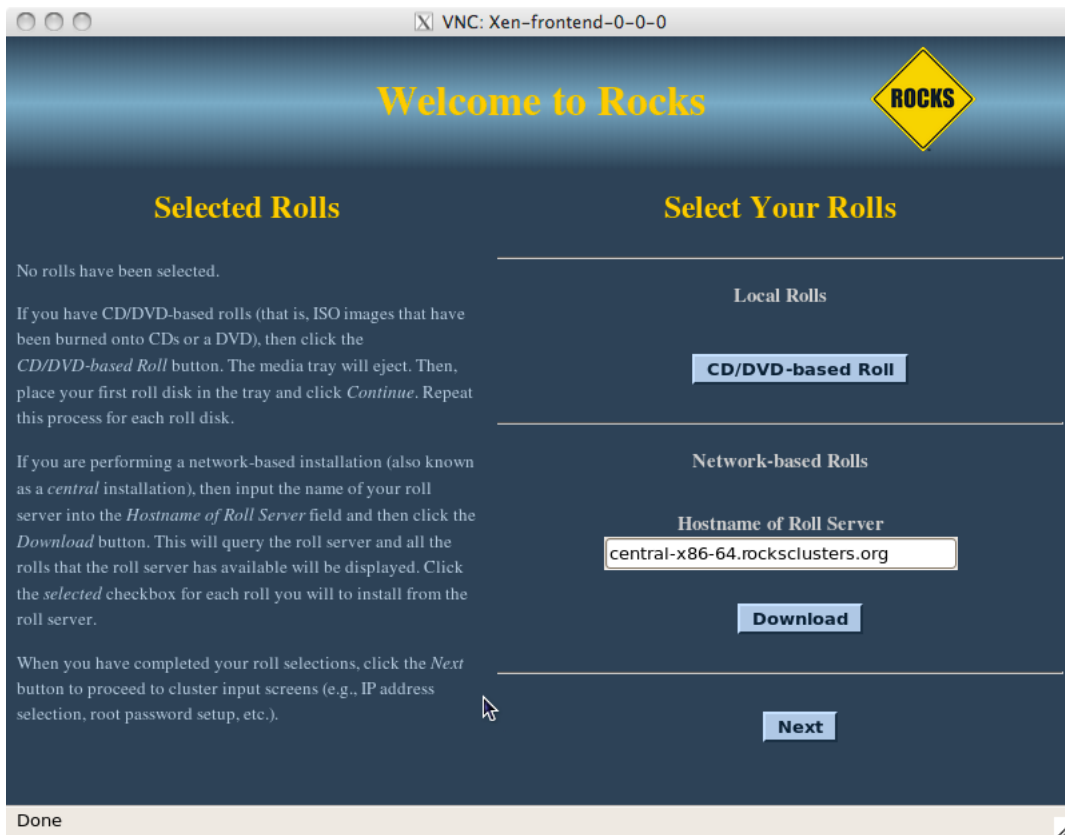 VNC: Xen-frontend-0-0-0
Welcome to Rocks
ROCKS
Selected Rolls
No rolls have been selected.
If you have CD/DVD-based rolls (that is, ISO images that have
been burned onto CDs or a DVD), then click the
CD/DVD-based Roll button. The media tray will eject. Then,
place your first roll disk in the tray and click Continue. Repeat
this process for each roll disk.
If you are performing a network-based installation (also known
as a central installation), then input the name of your roll
server into the Hostname of Roll Server field and then click the
Download button. This will query the roll server and all the
rolls that the roll server has available will be displayed. Click
the selected checkbox for each roll you will to install from the
roll server.
When you have completed your roll selections, click the Next
button to proceed to cluster input screens (e.g., IP address
selection, root password setup, etc.).
Select Your Rolls
Local Rolls
CD/DVD-based Roll
Network-based Rolls
Hostname of Roll Server
central-x86-64.rocksclusters.org
Download
Next
Done